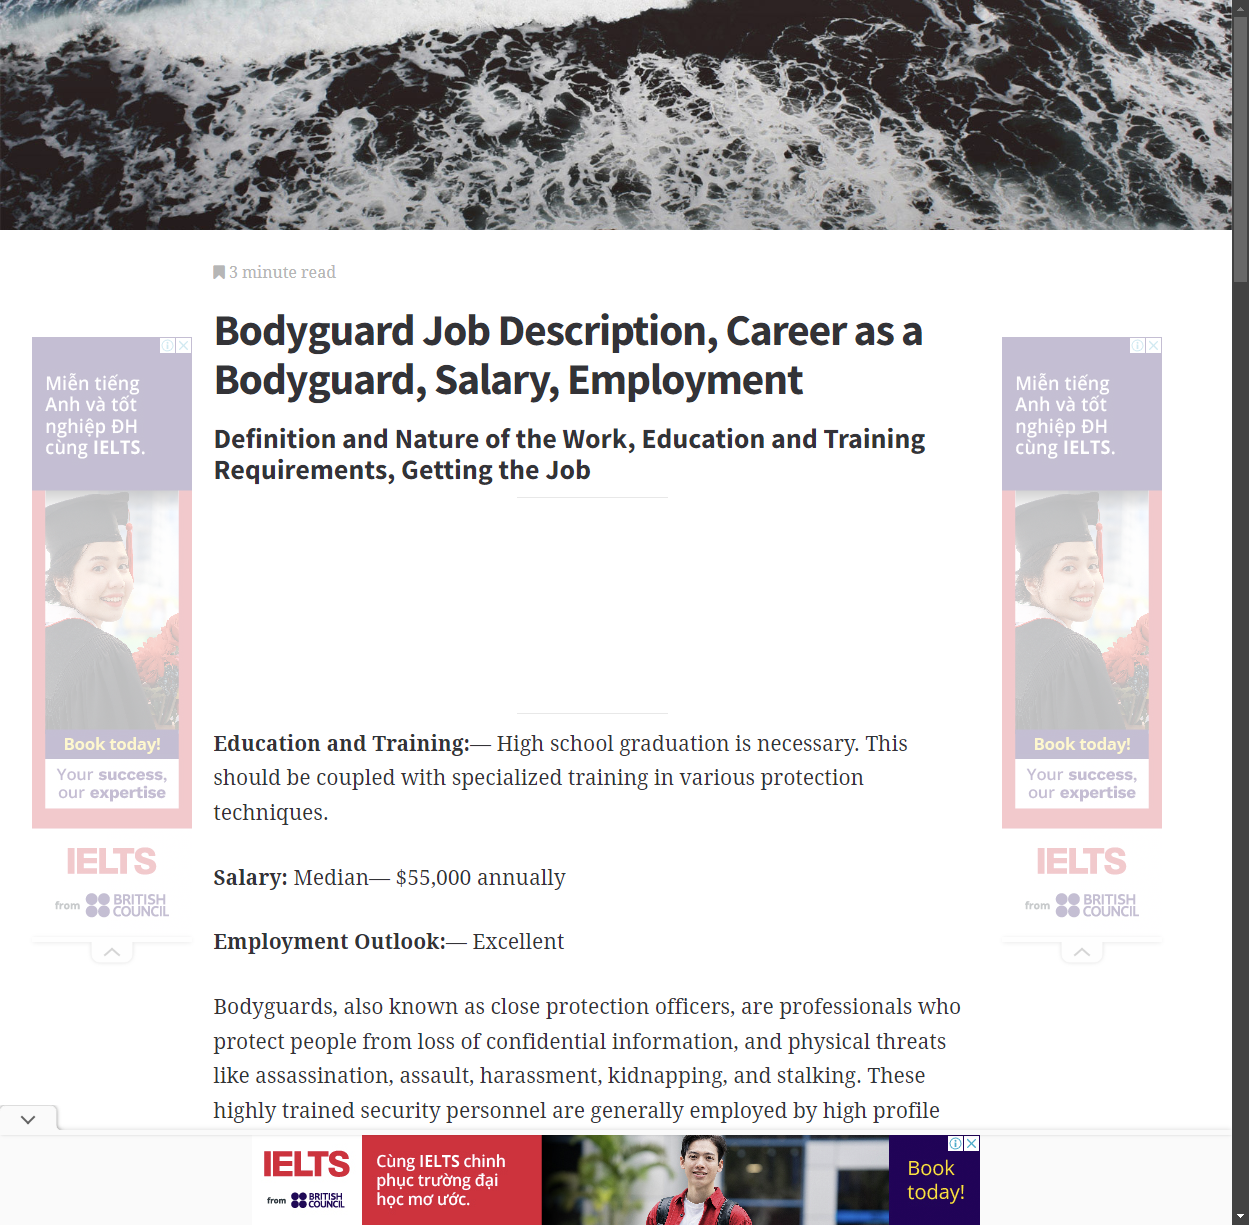 3 minute read
Bodyguard Job Description, Career as a
Bodyguard, Salary, Employment
Definition and Nature of the Work, Education and Training
Requirements, Getting the Job
Miễn tiếng
Anh và tốt
nghiệp ĐH
cùng IELTS.
Book today!
Your success,
our expertise
IELTS
from BRITISH
COUNCIL
Miễn tiếng
Anh và tốt
nghiệp ĐH
cùng IELTS.
Book today!
Your success,
our expertise
IELTS
from BRITISH
COUNCIL
Education and Training:— High school graduation is necessary. This
should be coupled with specialized training in various protection
techniques.
Salary: Median— $55,000 annually
Employment Outlook:— Excellent
Bodyguards, also known as close protection officers, are professionals who
protect people from loss of confidential information, and physical threats
like assassination, assault, harassment, kidnapping, and stalking. These
highly trained security personnel are generally employed by high profile
IELTS
from BRITISH
COUNCIL
Cùng IELTS chinh
phục trường đại
học mơ ước.
Book
today!